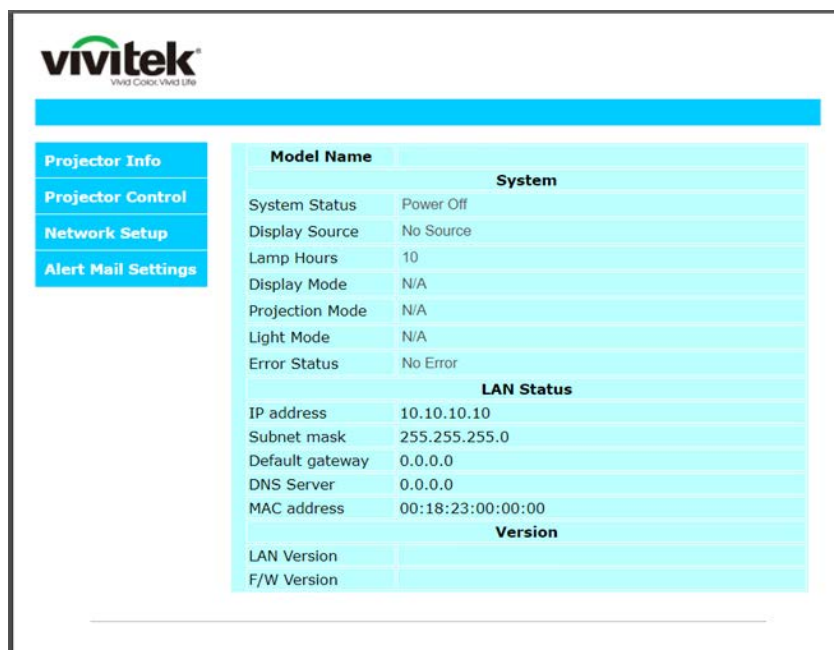 vivitek®
Vivid Color, Vivid Life
Projector Info
Projector Control
Network Setup
Alert Mail Settings
Model Name
System
System Status Power Off
Display Source No Source
Lamp Hours 10
Display Mode N/A
Projection Mode N/A
Light Mode N/A
Error Status No Error
LAN Status
IP address 10.10.10.10
Subnet mask 255.255.255.0
Default gateway 0.0.0.0
DNS Server 0.0.0.0
MAC address 00:18:23:00:00:00
Version
LAN Version
F/W Version